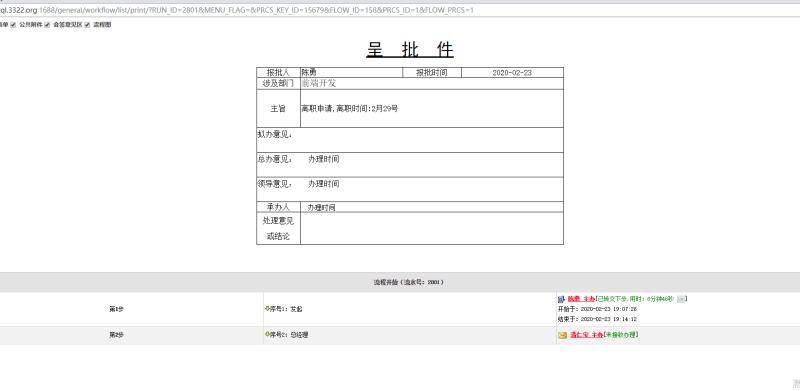 ql.3322.org:1688/general/workflow/list/print/?RUN_ID=2801&MENU_FLAG=&PRCS_KEY_ID=15679&FLOW_ID=158&PRCS_ID=1&FLOW_PRCS=1
单 公共附件 会签意见区 流程图
呈 批 件
报批人 陈勇 报批时间 2020-02-23
涉及部门 前端开发
主旨 离职申请,离职时间:2月29号
拟办意见:
总办意见: 办理时间
领导意见: 办理时间
承办人 办理时间
处理意见
或结论
流程开始(流水号: 2801)
第1步 序号1: 发起 陈勇 主办[已转交下步,用时: 6分钟46秒]
开始于: 2020-02-23 19:07:26
结束于: 2020-02-23 19:14:12
第2步 序号2: 总经理 潘仁宝 主办[未接收办理]